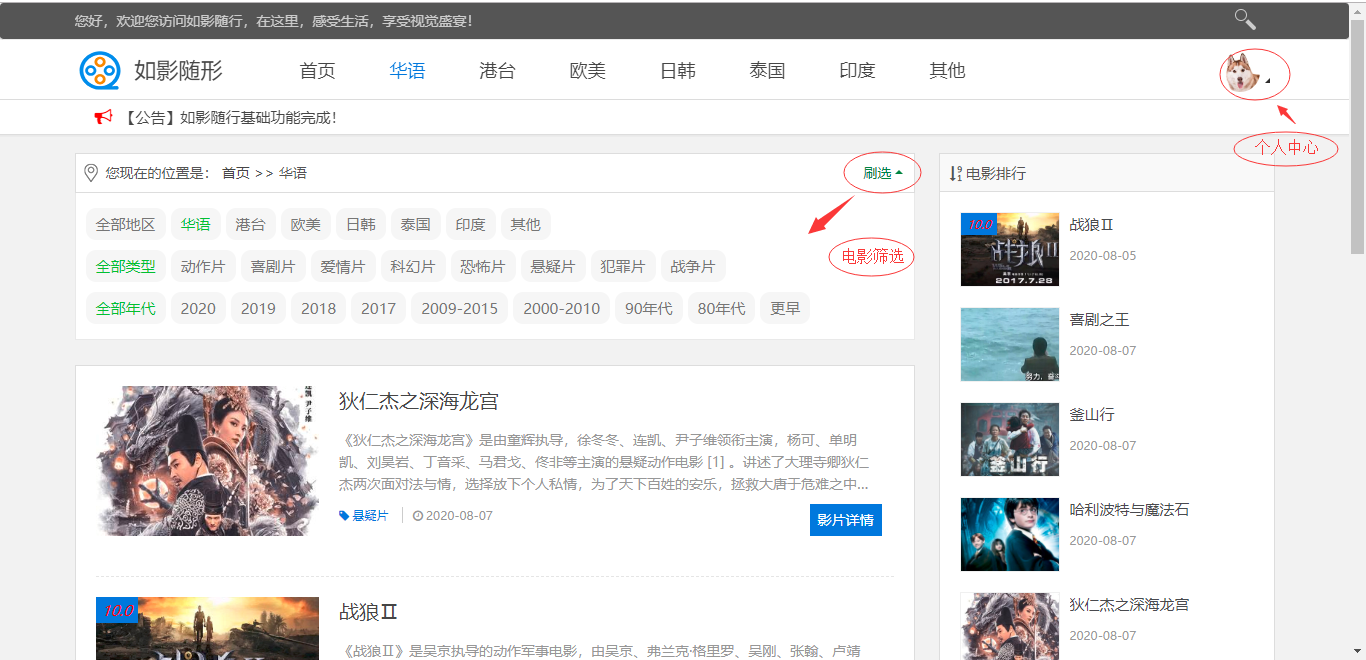 您好，欢迎您访问如影随行，在这里，感受生活，享受视觉盛宴！
如影随形 首页 华语 港台 欧美 日韩 泰国 印度 其他
【公告】如影随行基础功能完成！
个人中心
您现在的位置是： 首页 >> 华语 刷选
电影筛选
全部地区 华语 港台 欧美 日韩 泰国 印度 其他
全部类型 动作片 喜剧片 爱情片 科幻片 恐怖片 悬疑片 犯罪片 战争片
全部年代 2020 2019 2018 2017 2009-2015 2000-2010 90年代 80年代 更早
连凯 尹子维
狄仁杰之深海龙宫
《狄仁杰之深海龙宫》是由童辉执导，徐冬冬、连凯、尹子维领衔主演，杨可、单明
凯、刘昊岩、丁音采、马君戈、佟非等主演的悬疑动作电影 [1] 。讲述了大理寺卿狄仁
杰两次面对法与情，选择放下个人私情，为了天下百姓的安乐，拯救大唐于危难之中...
悬疑片 2020-08-07
影片详情
10.0
战狼Ⅱ
《战狼Ⅱ》是吴京执导的动作军事电影，由吴京、弗兰克·格里罗、吴刚、张翰、卢靖
电影排行
10.0
战狼II
2017.7.28
战狼Ⅱ
2020-08-05
努力，奋
喜剧之王
2020-08-07
釜山行
釜山行
2020-08-07
哈利波特与魔法石
2020-08-07
狄仁杰之深海龙宫
2020-08-07